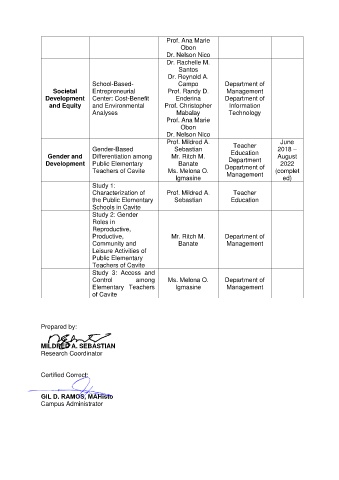 Prof. Ana Marie
Obon
Dr. Nelson Nico
Societal
Development
and Equity
School-Based-
Entrepreneurial
Center: Cost-Benefit
and Environmental
Analyses
Dr. Rachelle M.
Santos
Dr. Reynold A.
Campo
Prof. Randy D.
Enderina
Prof. Christopher
Mabalay
Prof. Ana Marie
Obon
Dr. Nelson Nico
Department of
Management
Department of
Information
Technology
Gender and
Development
Gender-Based
Differentiation among
Public Elementary
Teachers of Cavite
Prof. Mildred A.
Sebastian
Mr. Ritch M.
Banate
Ms. Melona O.
Igmasine
Teacher
Education
Department
Department of
Management
June
2018 –
August
2022
(complet
ed)
Study 1:
Characterization of
the Public Elementary
Schools in Cavite
Prof. Mildred A.
Sebastian
Teacher
Education
Study 2: Gender
Roles in
Reproductive,
Productive,
Community and
Leisure Activities of
Public Elementary
Teachers of Cavite
Mr. Ritch M.
Banate
Department of
Management
Study 3: Access and
Control among
Elementary Teachers
of Cavite
Ms. Melona O.
Igmasine
Department of
Management
Prepared by:
MILDRED A. SEBASTIAN
Research Coordinator
Certified Correct:
GIL D. RAMOS, MAHisto
Campus Administrator